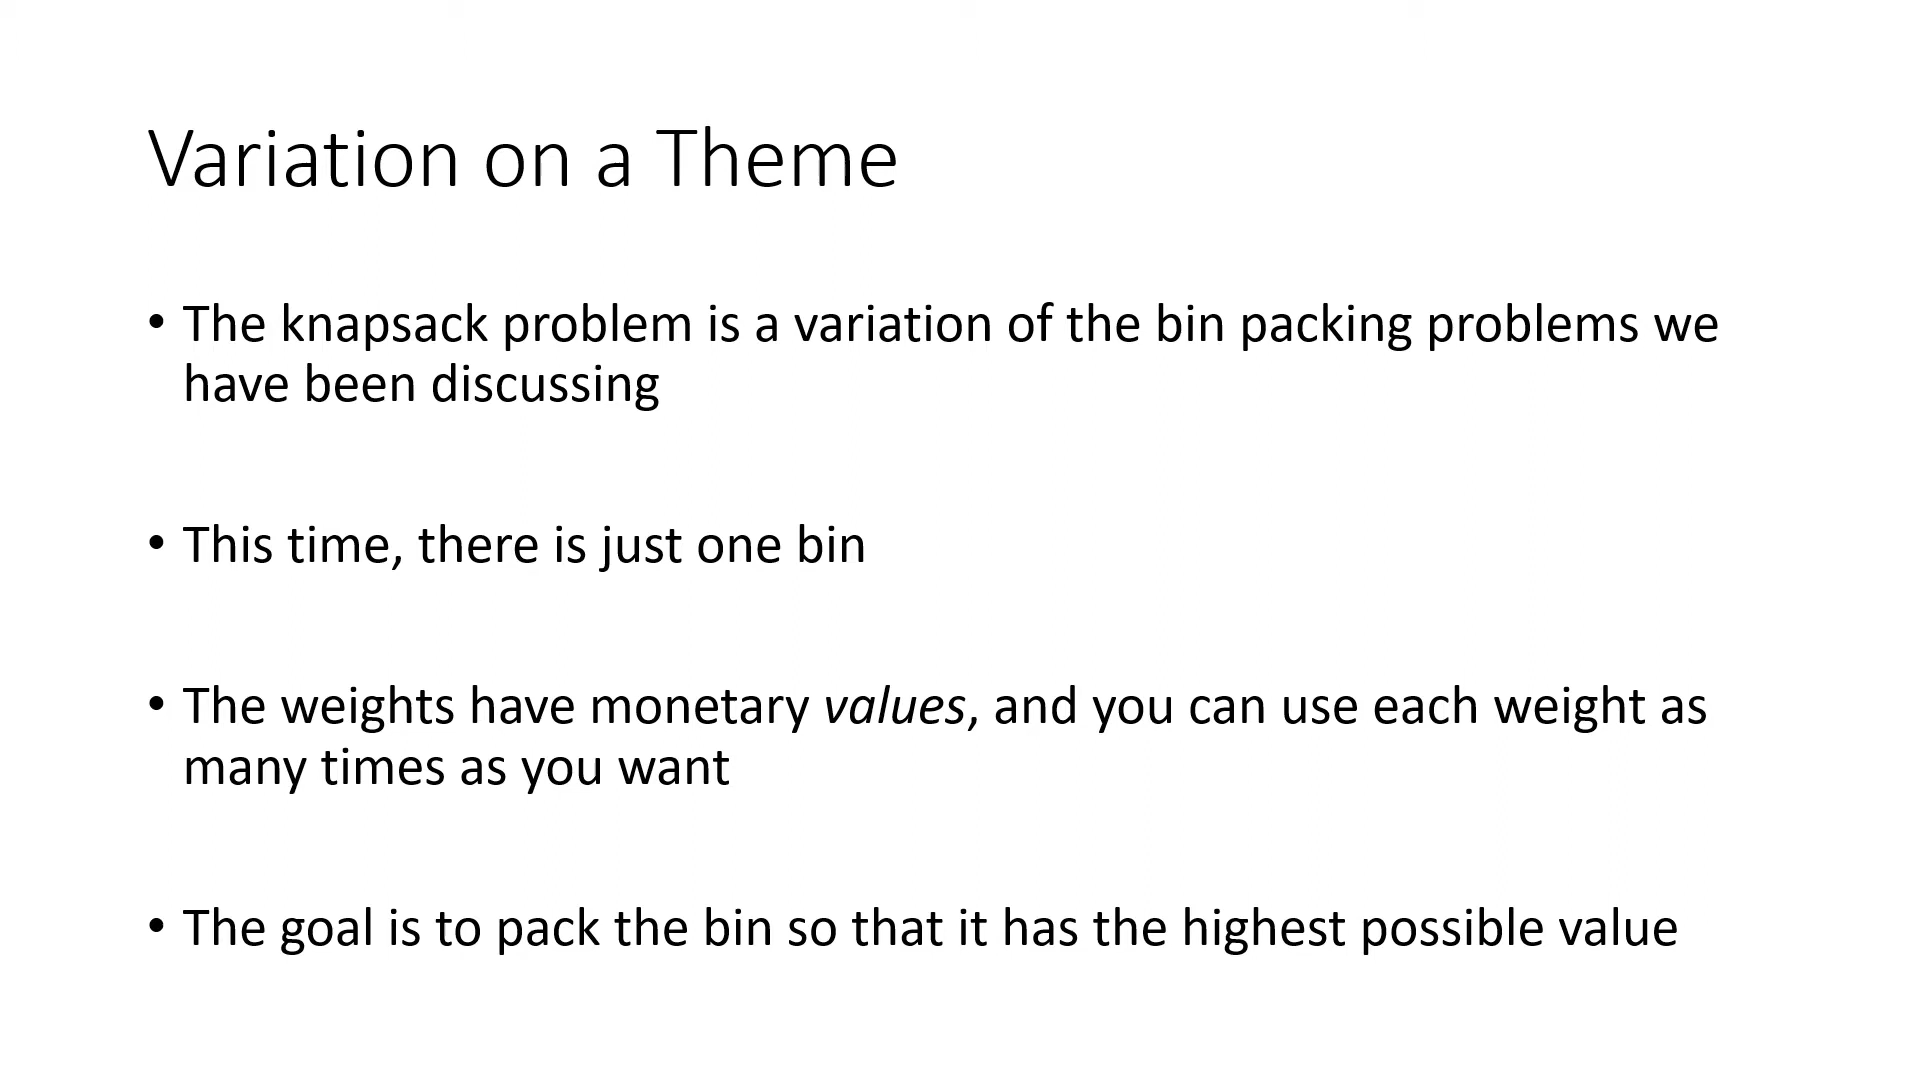 Variation on a Theme
• The knapsack problem is a variation of the bin packing problems we
have been discussing
• This time, there is just one bin
• The weights have monetary values, and you can use each weight as
many times as you want
• The goal is to pack the bin so that it has the highest possible value